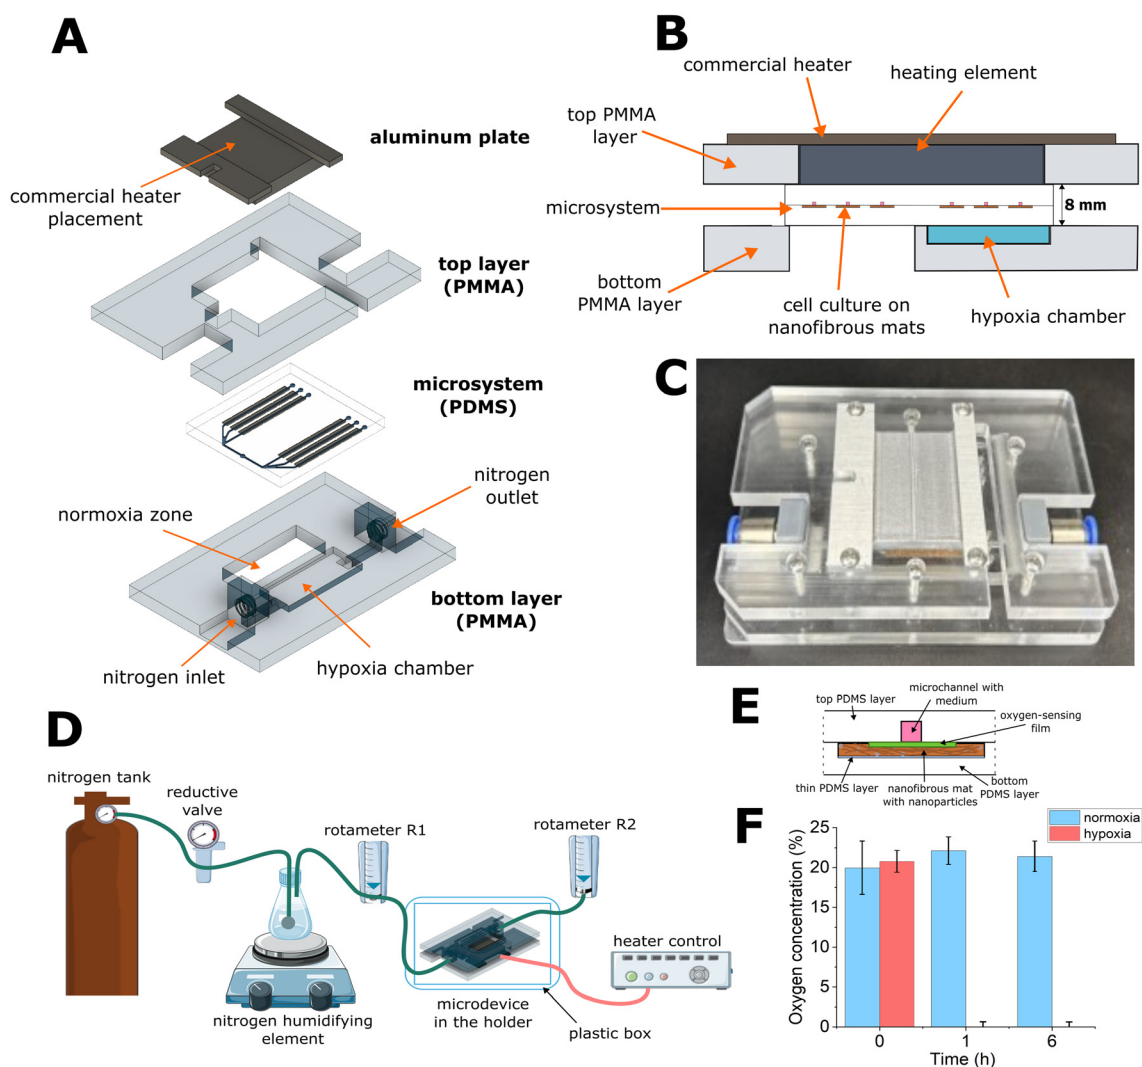 A
aluminum plate
commercial heater
placement
top layer
(PMMA)
microsystem
(PDMS)
nitrogen
outlet
normoxia zone
bottom layer
(PMMA)
hypoxia chamber
nitrogen inlet
B
commercial heater
heating element
top PMMA
layer
microsystem
8 mm
bottom
PMMA layer
cell culture on
nanofibrous mats
hypoxia chamber
C
D
nitrogen tank
reductive
valve
rotameter R1
rotameter R2
heater control
nitrogen humidifying
element
microdevice
in the holder
plastic box
E
microchannel with
medium
top PDMS layer
oxygen-sensing
film
thin PDMS layer
nanofibrous mat
with nanoparticles
bottom
PDMS layer
F
normoxia
hypoxia
Oxygen concentration (%)
25
20
15
10
5
0
0
1
6
Time (h)